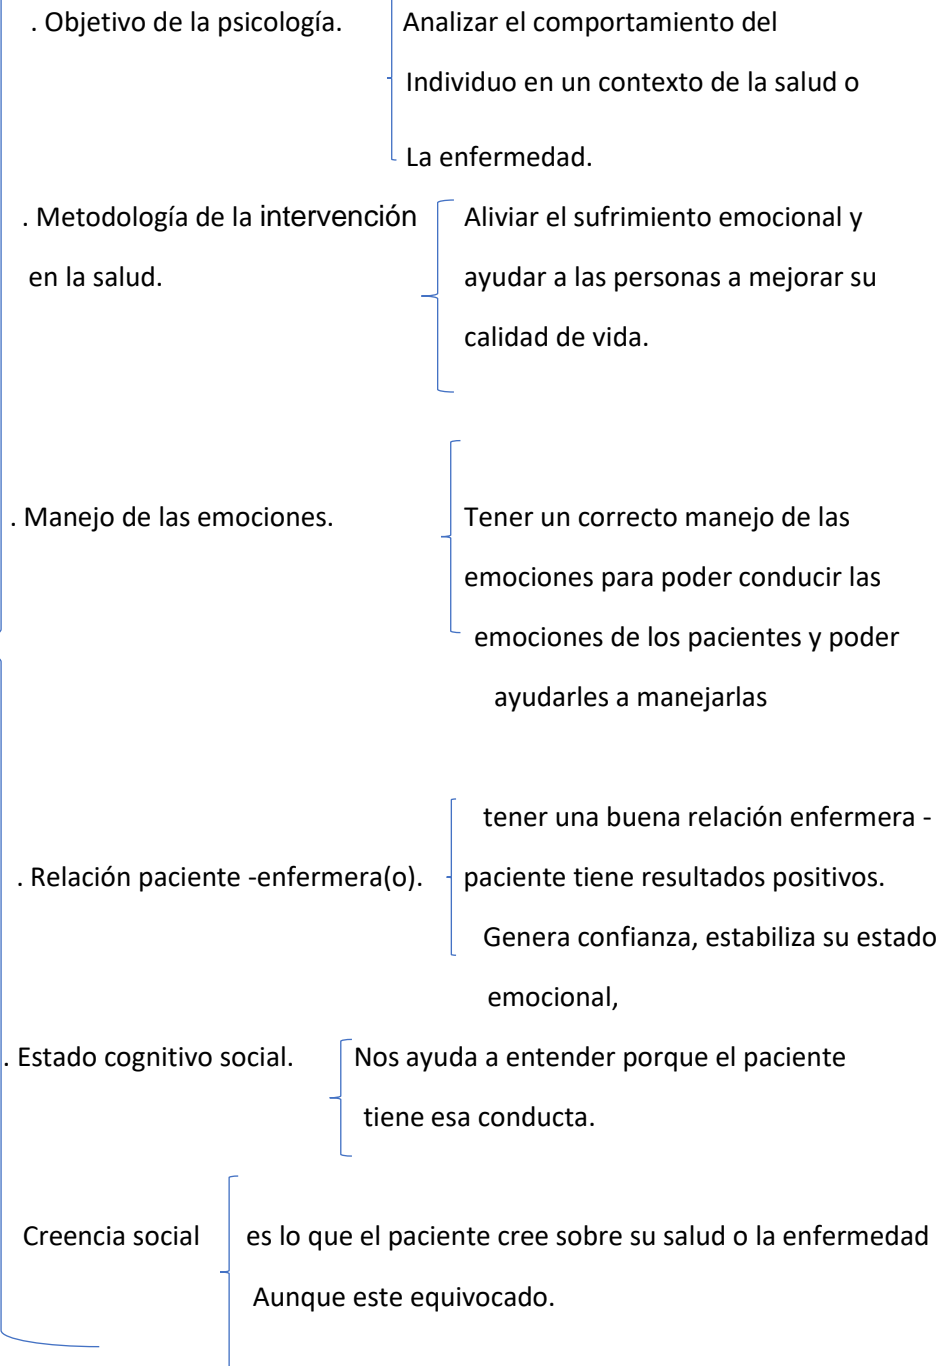 . Objetivo de la psicología. Analizar el comportamiento del
Individuo en un contexto de la salud o
La enfermedad.
. Metodología de la intervención Aliviar el sufrimiento emocional y
en la salud. ayudar a las personas a mejorar su
calidad de vida.
. Manejo de las emociones. Tener un correcto manejo de las
emociones para poder conducir las
emociones de los pacientes y poder
ayudarles a manejarlas
tener una buena relación enfermera -
. Relación paciente -enfermera(o). paciente tiene resultados positivos.
Genera confianza, estabiliza su estado
emocional,
. Estado cognitivo social. Nos ayuda a entender porque el paciente
tiene esa conducta.
Creencia social es lo que el paciente cree sobre su salud o la enfermedad
Aunque este equivocado.